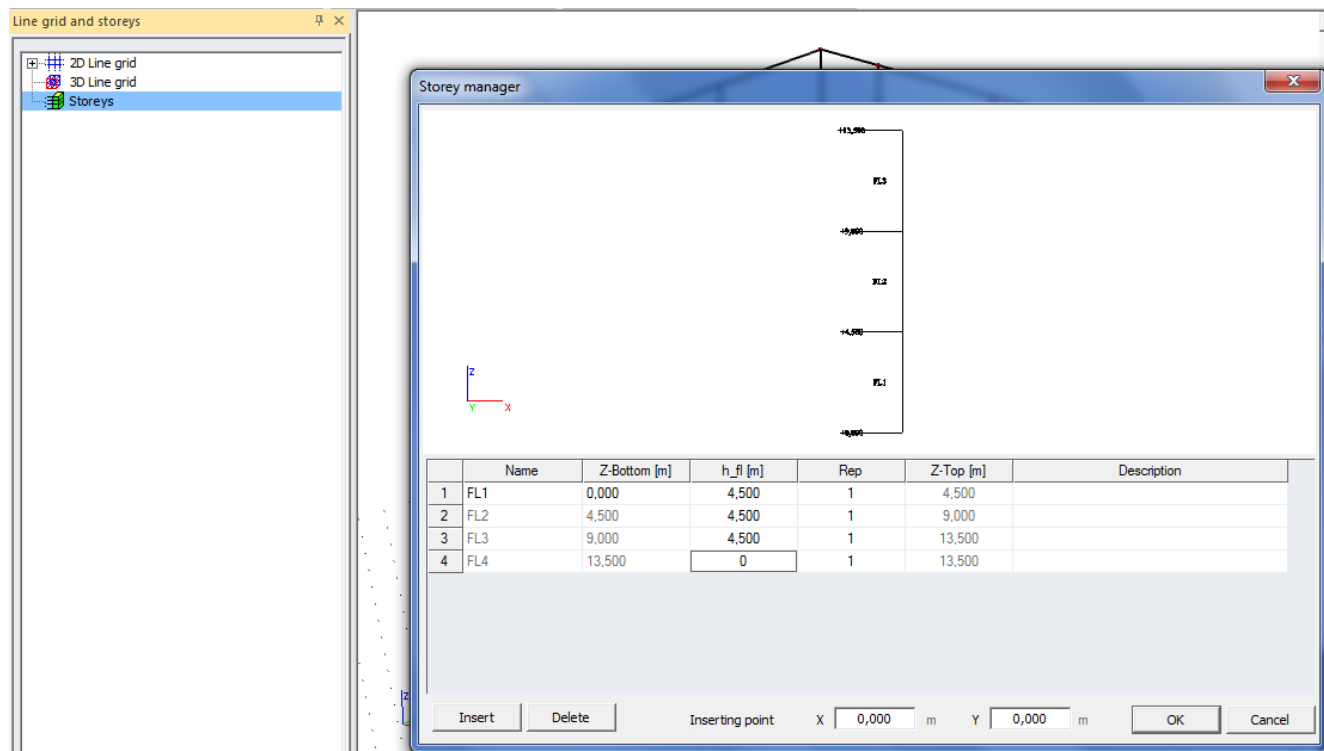 Line grid and storeys
2D Line grid
3D Line grid
Storeys
Storey manager
+13,500
FL3
+9,000
FL2
+4,500
FL1
+0,000
Z
Y X
Name Z-Bottom [m] h_fl [m] Rep Z-Top [m] Description
1 FL1 0,000 4,500 1 4,500
2 FL2 4,500 4,500 1 9,000
3 FL3 9,000 4,500 1 13,500
4 FL4 13,500 0 1 13,500
Z
Insert Delete Inserting point X 0,000 m Y 0,000 m OK Cancel